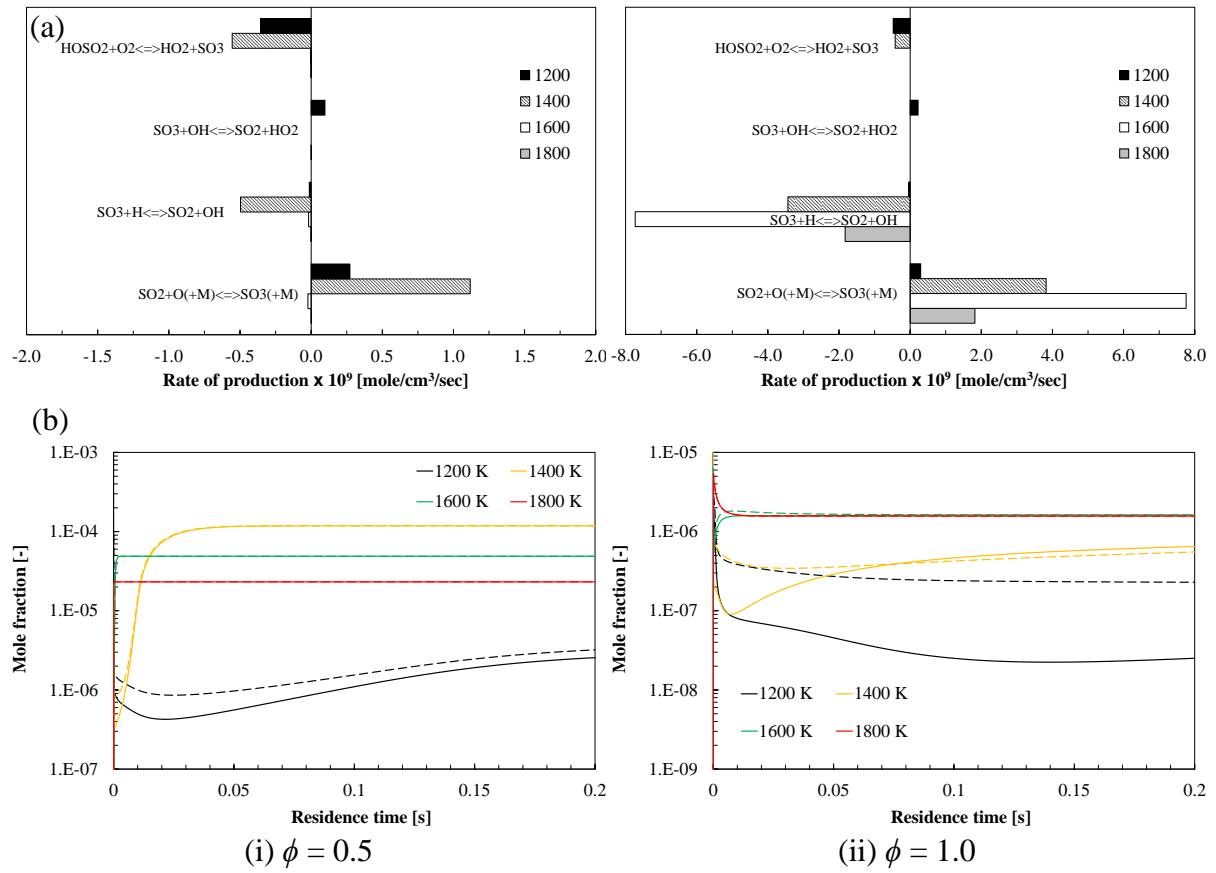 (a)
HOSO2+O2<=>HO2+SO3
SO3+OH<=>SO2+HO2
SO3+H<=>SO2+OH
SO2+O(+M)<=>SO3(+M)
1200
1400
1600
1800
-2.0 -1.5 -1.0 -0.5 0.0 0.5 1.0 1.5 2.0
Rate of production x 10⁹ [mole/cm³/sec]
HOSO2+O2<=>HO2+SO3
SO3+OH<=>SO2+HO2
SO3+H<=>SO2+OH
SO2+O(+M)<=>SO3(+M)
1200
1400
1600
1800
-8.0 -6.0 -4.0 -2.0 0.0 2.0 4.0 6.0 8.0
Rate of production x 10⁹ [mole/cm³/sec]
(b)
Mole fraction [-]
1.E-03
1.E-04
1.E-05
1.E-06
1.E-07
1200 K 1400 K
1600 K 1800 K
0 0.05 0.1 0.15 0.2
Residence time [s]
(i) ϕ = 0.5
Mole fraction [-]
1.E-05
1.E-06
1.E-07
1.E-08
1.E-09
1200 K 1400 K
1600 K 1800 K
0 0.05 0.1 0.15 0.2
Residence time [s]
(ii) ϕ = 1.0